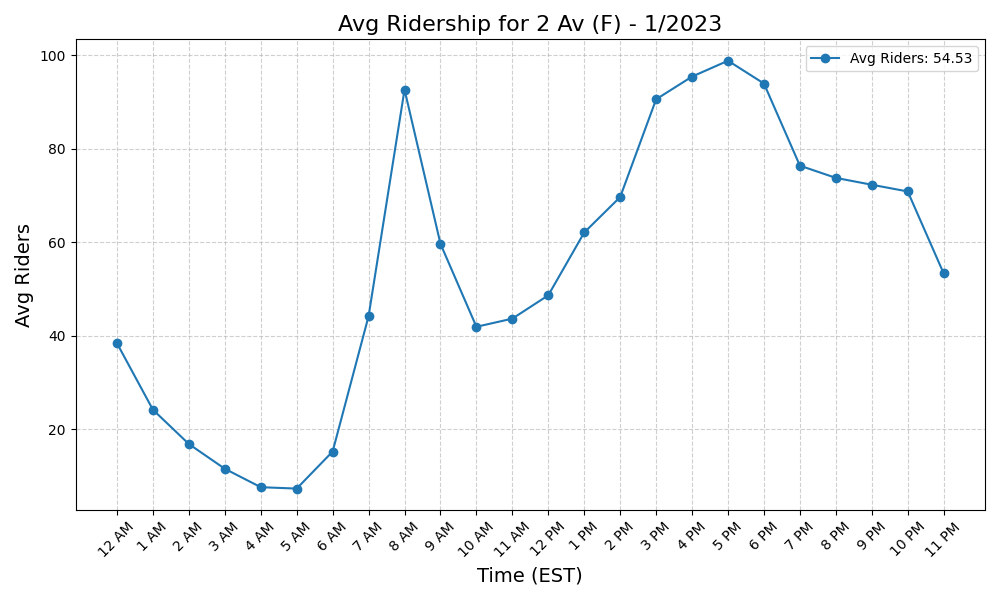 Avg Ridership for 2 Av (F) - 1/2023
Avg Riders: 54.53
Avg Riders
100
80
60
40
20
12 AM
1 AM
2 AM
3 AM
4 AM
5 AM
6 AM
7 AM
8 AM
9 AM
10 AM
11 AM
12 PM
1 PM
2 PM
3 PM
4 PM
5 PM
6 PM
7 PM
8 PM
9 PM
10 PM
11 PM
Time (EST)